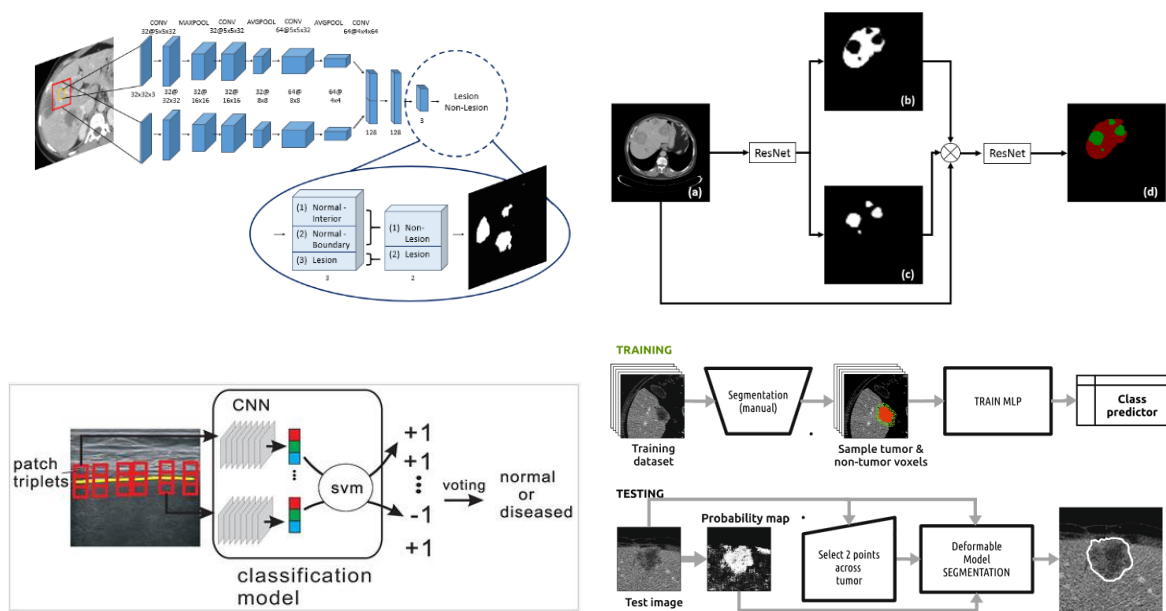 CONV MAXPOOL CONV AVGPOOL CONV AVGPOOL CONV
32@5x5x32 32@5x5x32 64@5x5x32 64@4x4x64
32x32x3
32@
32x32
32@
16x16
32@
16x16
32@
8x8
64@
8x8
64@
4x4
128
128
3
Lesion
Non-Lesion
(1) Normal -
Interior
(2) Normal -
Boundary
(3) Lesion
3
(1) Non-
Lesion
(2) Lesion
2
(a)
ResNet
(b)
(c)
ResNet
(d)
patch
triplets
CNN
svm
+1
+1
-1
+1
voting
normal
or
diseased
classification
model
TRAINING
Training
dataset
Segmentation
(manual)
Sample tumor &
non-tumor voxels
TRAIN MLP
Class
predictor
TESTING
Test image
Probability map
Select 2 points
across
tumor
Deformable
Model
SEGMENTATION